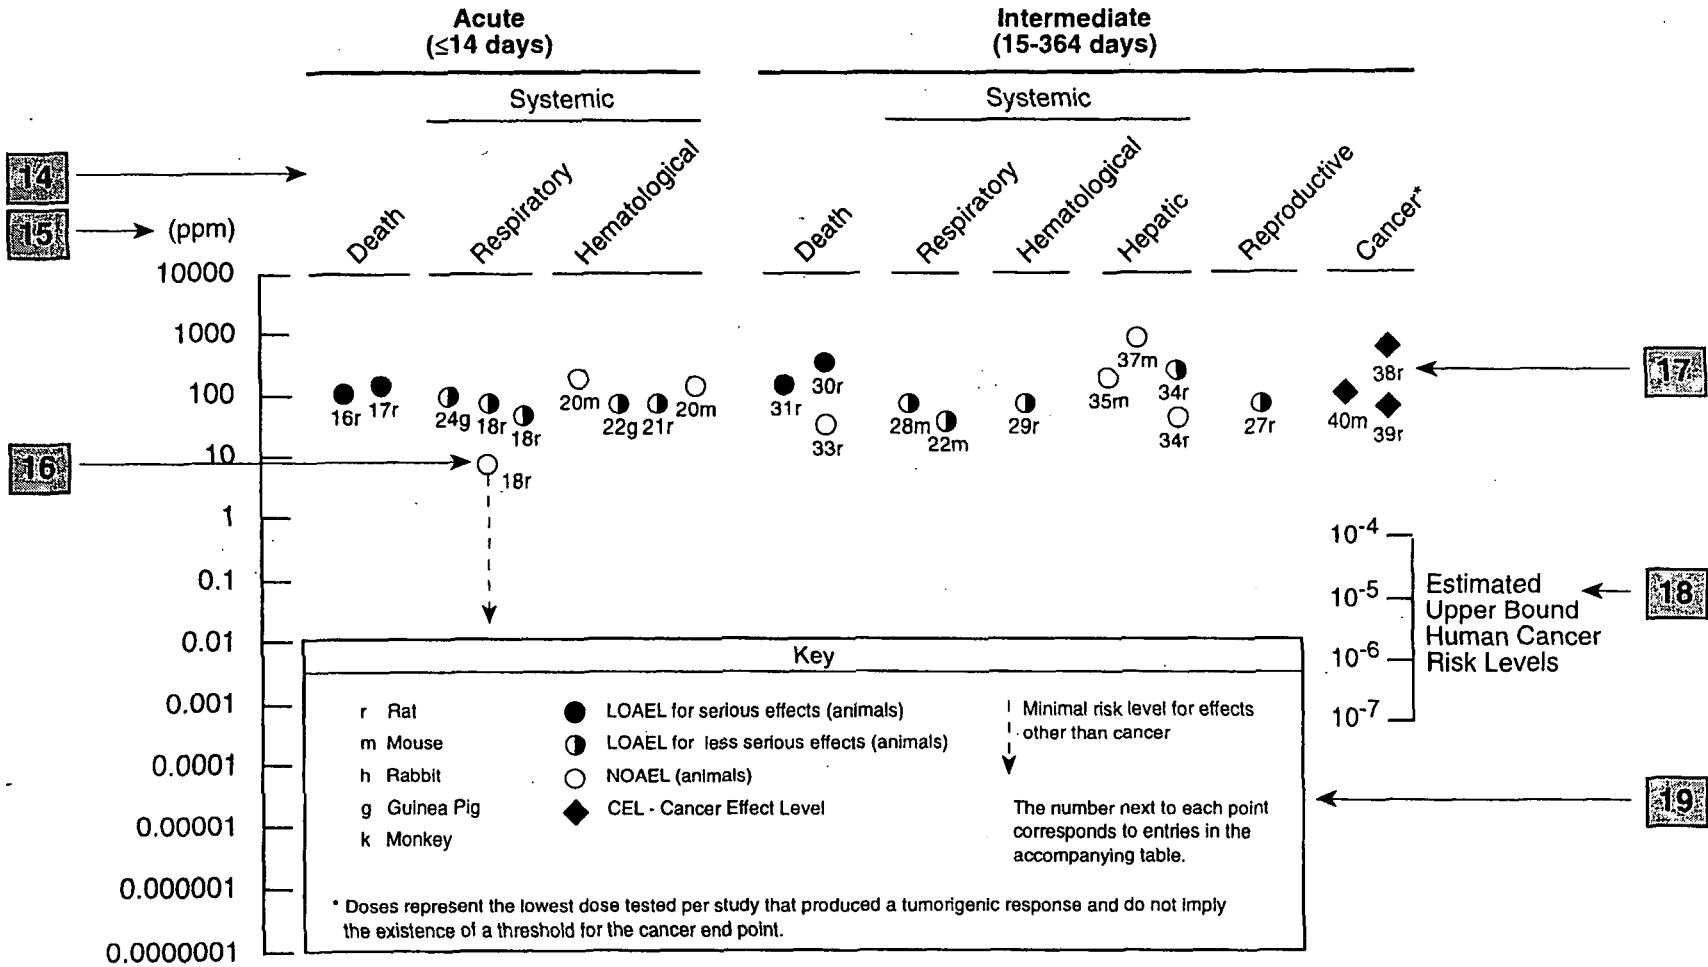 Acute
(≤14 days)
Intermediate
(15-364 days)
Systemic
Systemic
14
15
(ppm)
Death
Respiratory
Hematological
Death
Respiratory
Hematological
Hepatic
Reproductive
Cancer*
10000
1000
100
10
1
0.1
0.01
0.001
0.0001
0.00001
0.000001
0.0000001
16r
17r
24g
18r
18r
18r
20m
22g
21r
20m
31r
30r
33r
28m
22m
29r
35m
37m
34r
34r
27r
40m
38r
39r
16
17
18
19
10-4
10-5
10-6
10-7
Estimated
Upper Bound
Human Cancer
Risk Levels
Key
r Rat
m Mouse
h Rabbit
g Guinea Pig
k Monkey
LOAEL for serious effects (animals)
LOAEL for less serious effects (animals)
NOAEL (animals)
CEL - Cancer Effect Level
Minimal risk level for effects
other than cancer
The number next to each point
corresponds to entries in the
accompanying table.
* Doses represent the lowest dose tested per study that produced a tumorigenic response and do not imply
the existence of a threshold for the cancer end point.